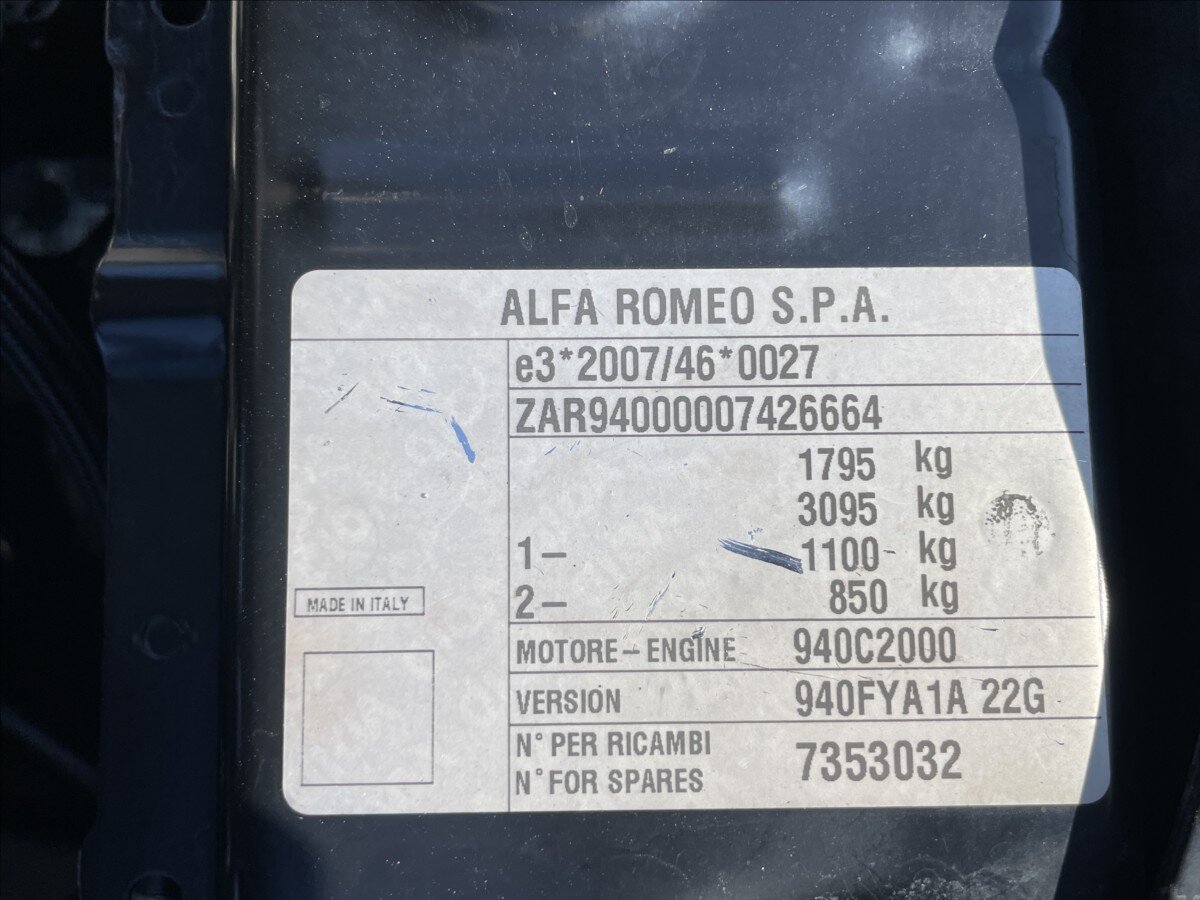 ALFA ROMEO S.P.A.
e3*2007/46*0027
ZAR94000007426664
1795 kg
3095 kg
1- 1100 kg
2- 850 kg
MADE IN ITALY
MOTORE-ENGINE 940C2000
VERSION 940FYA1A 22G
N° PER RICAMBI
N° FOR SPARES 7353032